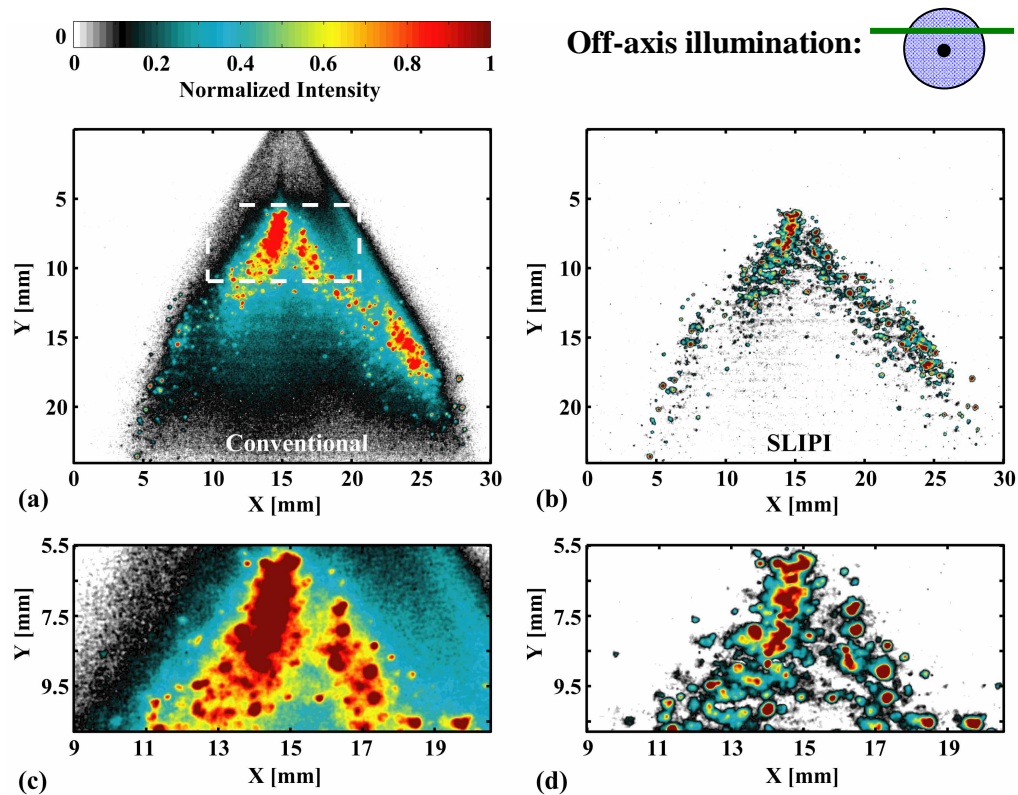 0
0 0.2 0.4 0.6 0.8 1
Normalized Intensity
Off-axis illumination:
5
10
15
20
Y [mm]
Conventional
0 5 10 15 20 25 30
X [mm]
(a)
5
10
15
20
Y [mm]
SLIPI
0 5 10 15 20 25 30
X [mm]
(b)
5.5
7.5
9.5
Y [mm]
9 11 13 15 17 19
X [mm]
(c)
5.5
7.5
9.5
Y [mm]
9 11 13 15 17 19
X [mm]
(d)